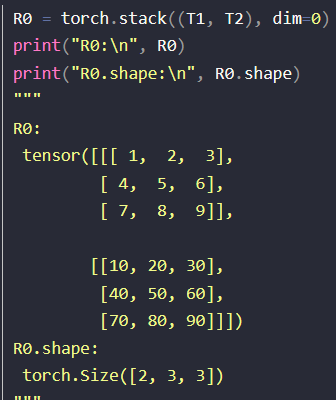 R0 = torch.stack((T1, T2), dim=0)
print("R0:\n", R0)
print("R0.shape:\n", R0.shape)
"""
R0:
 tensor([[[ 1,  2,  3],
         [ 4,  5,  6],
         [ 7,  8,  9]],

        [[10, 20, 30],
         [40, 50, 60],
         [70, 80, 90]]])
R0.shape:
 torch.Size([2, 3, 3])
"""